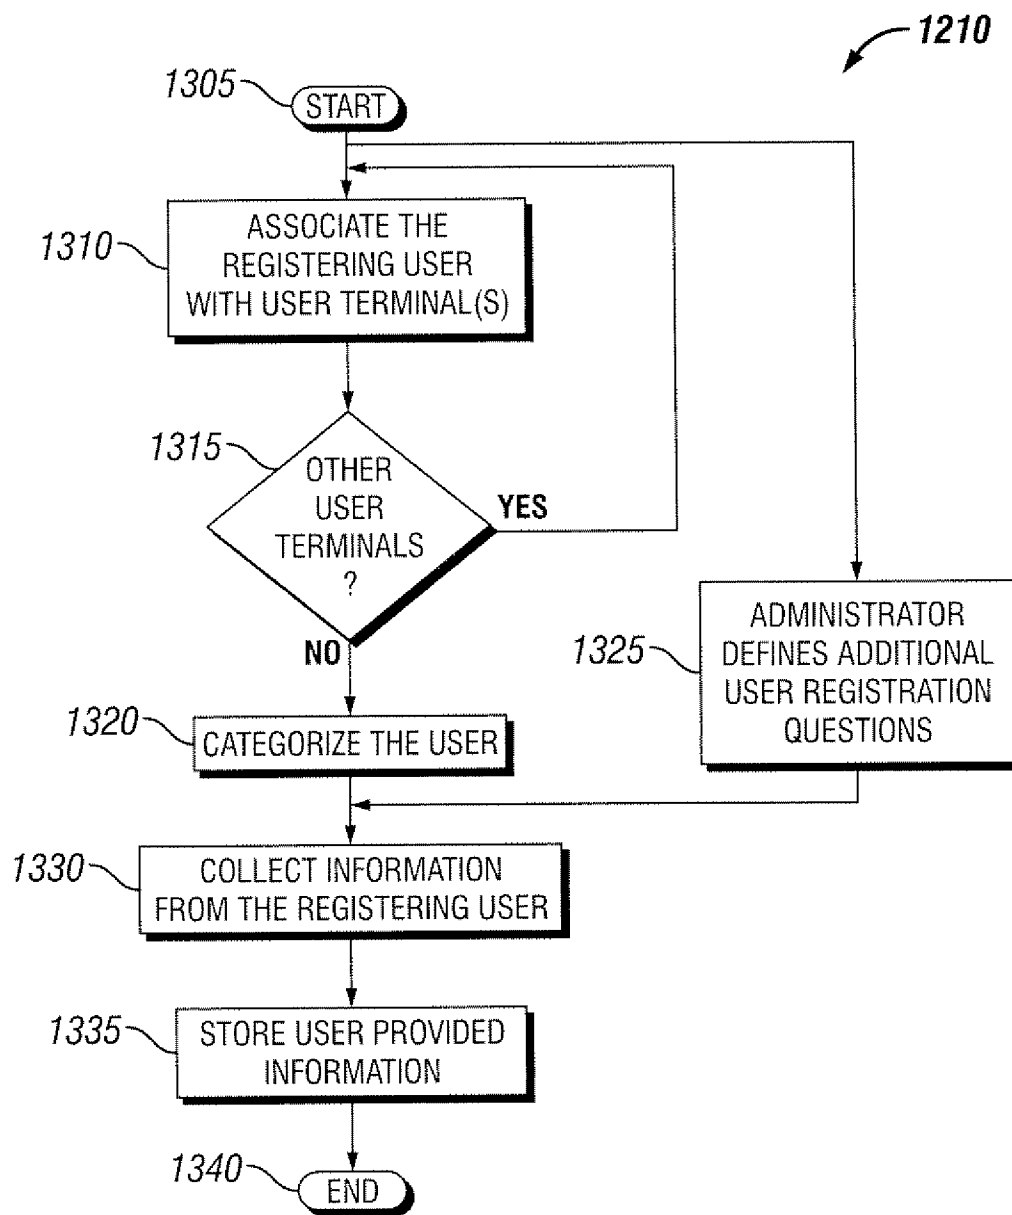 1210
1305
START
1310
ASSOCIATE THE
REGISTERING USER
WITH USER TERMINAL(S)
1315
OTHER
USER
TERMINALS
?
YES
NO
1325
ADMINISTRATOR
DEFINES ADDITIONAL
USER REGISTRATION
QUESTIONS
1320
CATEGORIZE THE USER
1330
COLLECT INFORMATION
FROM THE REGISTERING USER
1335
STORE USER PROVIDED
INFORMATION
1340
END